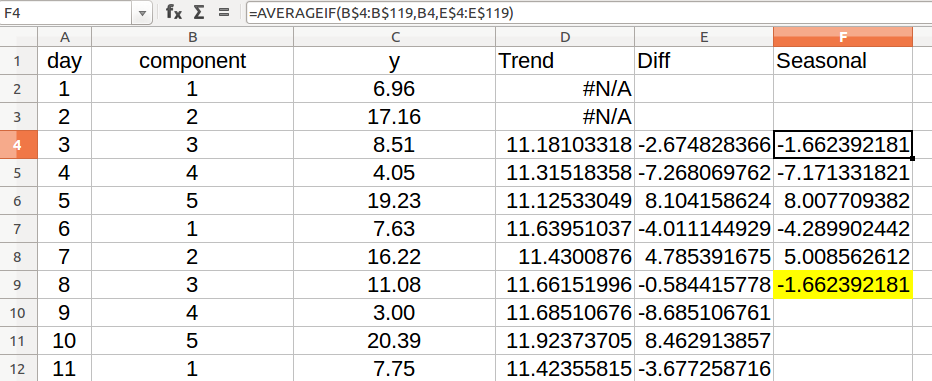 F4 fx Σ = =AVERAGEIF(B$4:B$119,B4,E$4:E$119)
A B C D E F
1 day component y Trend Diff Seasonal
2 1 1 6.96 #N/A
3 2 2 17.16 #N/A
4 3 3 8.51 11.18103318 -2.674828366 -1.662392181
5 4 4 4.05 11.31518358 -7.268069762 -7.171331821
6 5 5 19.23 11.12533049 8.104158624 8.007709382
7 6 1 7.63 11.63951037 -4.011144929 -4.289902442
8 7 2 16.22 11.4300876 4.785391675 5.008562612
9 8 3 11.08 11.66151996 -0.584415778 -1.662392181
10 9 4 3.00 11.68510676 -8.685106761
11 10 5 20.39 11.92373705 8.462913857
12 11 1 7.75 11.42355815 -3.677258716